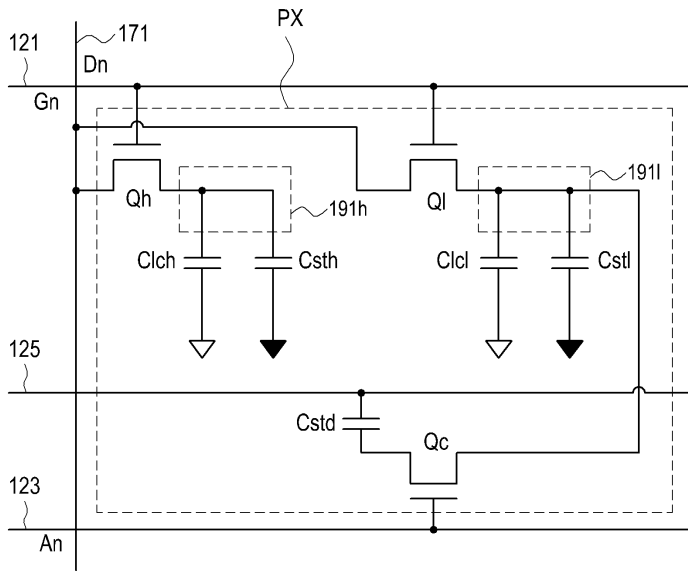 PX
171
121
Dn
Gn
191l
Qh
Ql
191h
Clch
Csth
Clcl
Cstl
125
Cstd
Qc
123
An